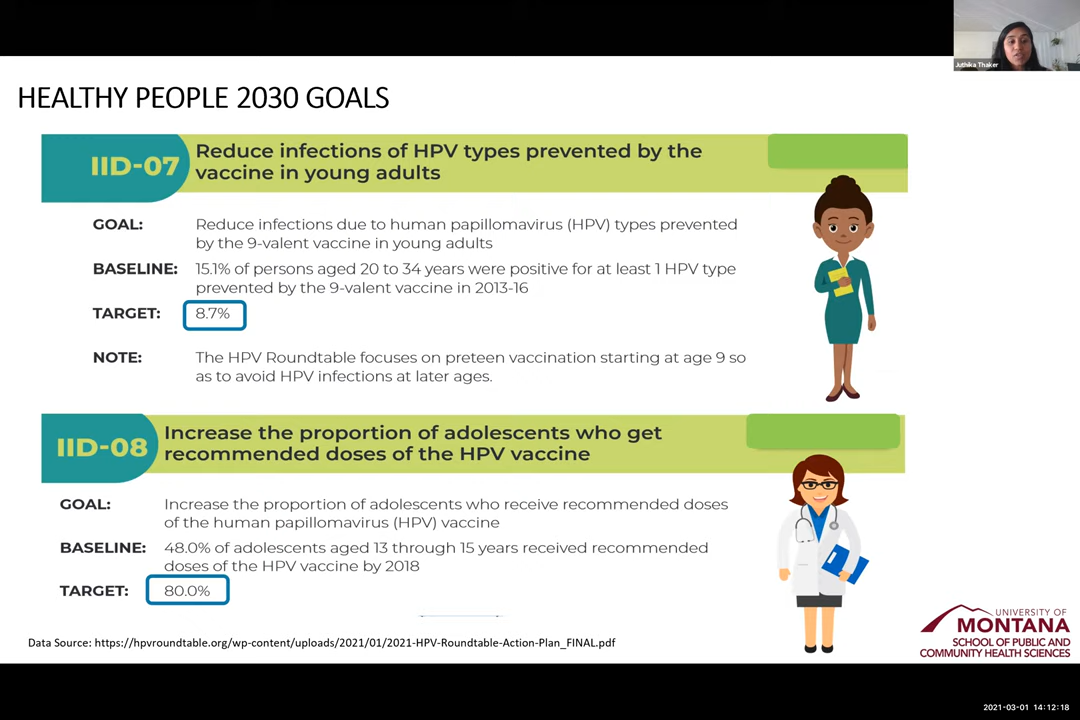 Juthika Thaker
HEALTHY PEOPLE 2030 GOALS
IID-07
Reduce infections of HPV types prevented by the
vaccine in young adults
GOAL:
Reduce infections due to human papillomavirus (HPV) types prevented
by the 9-valent vaccine in young adults
BASELINE:
15.1% of persons aged 20 to 34 years were positive for at least 1 HPV type
prevented by the 9-valent vaccine in 2013-16
TARGET:
8.7%
NOTE:
The HPV Roundtable focuses on preteen vaccination starting at age 9 so
as to avoid HPV infections at later ages.
IID-08
Increase the proportion of adolescents who get
recommended doses of the HPV vaccine
GOAL:
Increase the proportion of adolescents who receive recommended doses
of the human papillomavirus (HPV) vaccine
BASELINE:
48.0% of adolescents aged 13 through 15 years received recommended
doses of the HPV vaccine by 2018
TARGET:
80.0%
Data Source: https://hpvroundtable.org/wp-content/uploads/2021/01/2021-HPV-Roundtable-Action-Plan_FINAL.pdf
UNIVERSITY OF
MONTANA
SCHOOL OF PUBLIC AND
COMMUNITY HEALTH SCIENCES
2021-03-01 14:12:18